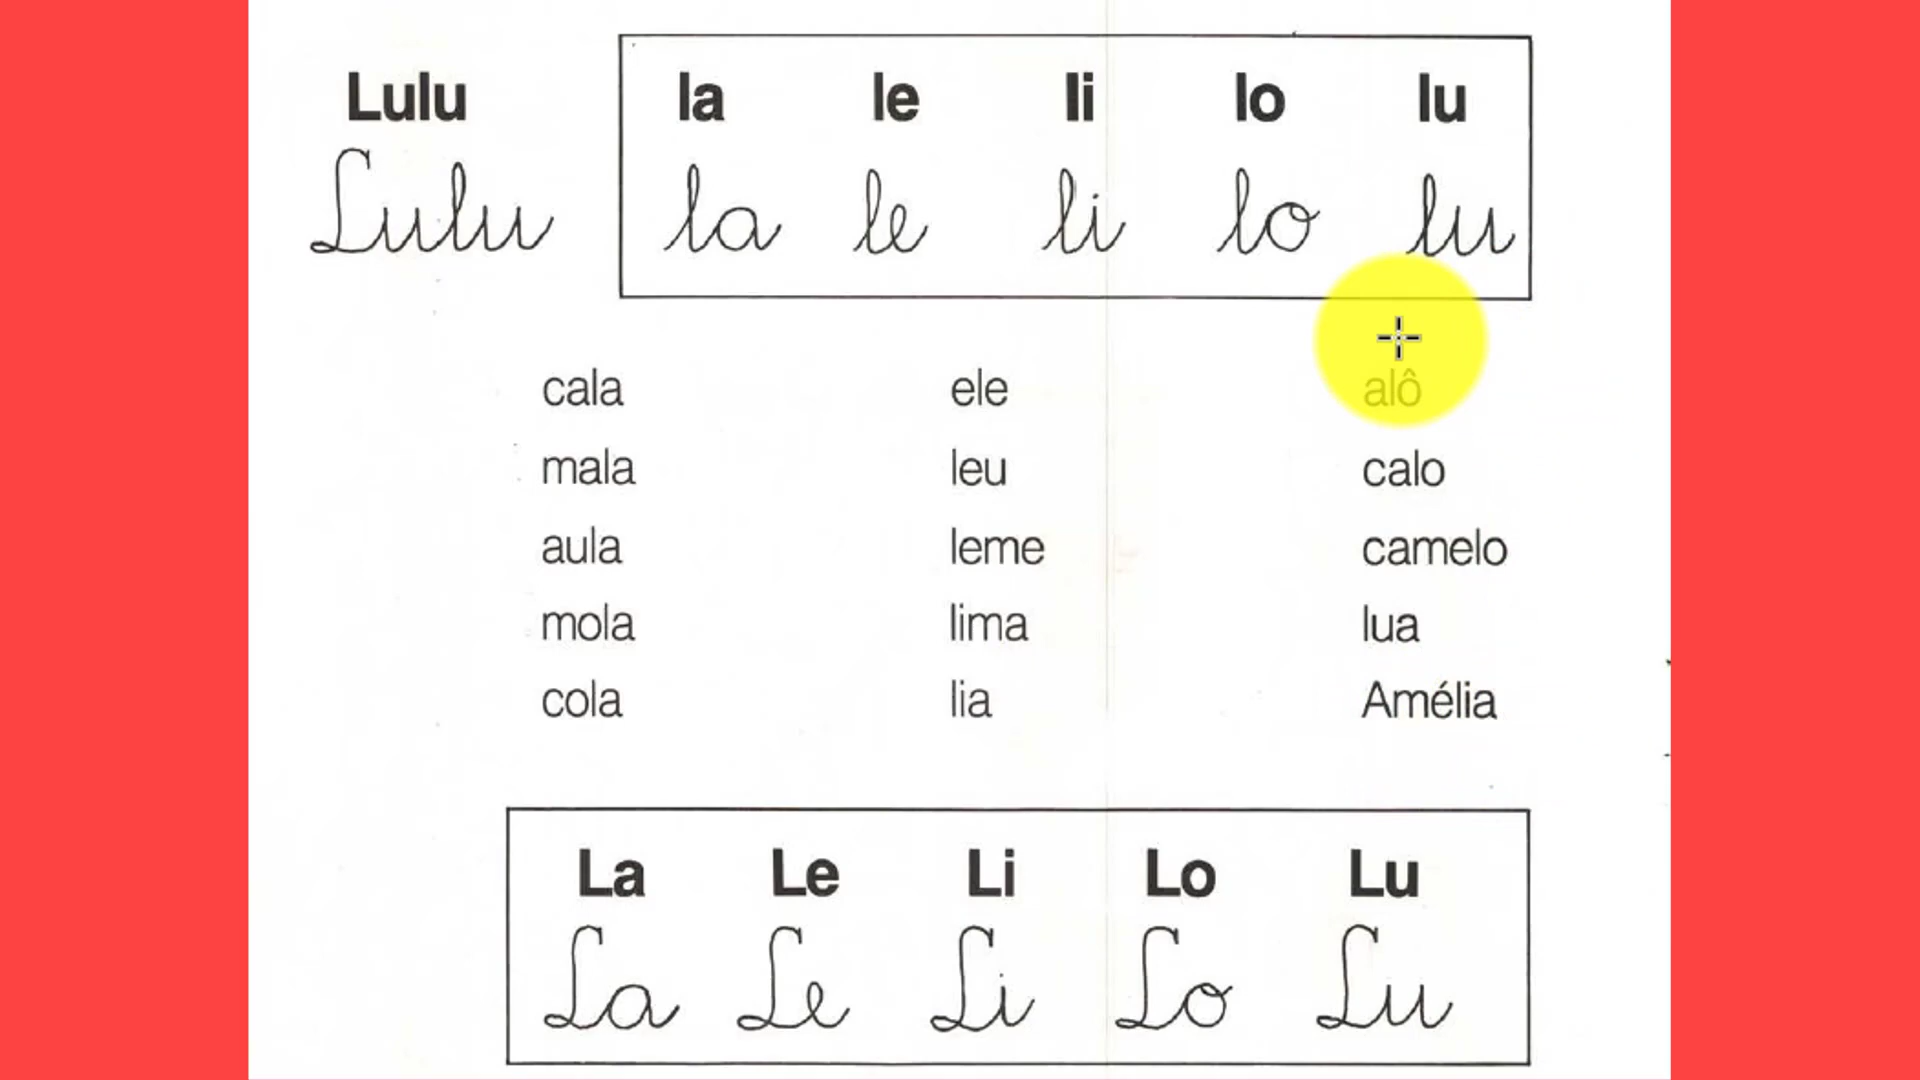 Lulu la le li lo lu
Lulu la le li lo lu
cala ele alô
mala leu calo
aula leme camelo
mola lima lua
cola lia Amélia
La Le Li Lo Lu
La Le Li Lo Lu